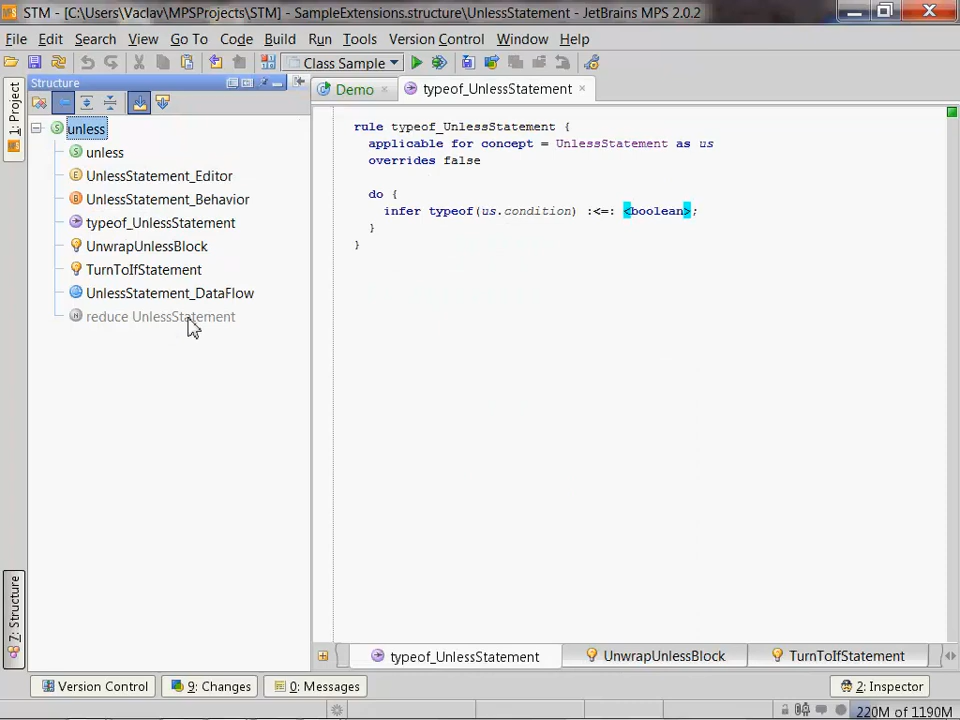 STM - [C:\Users\Vaclav\MPSProjects\STM] - SampleExtensions.structure\UnlessStatement] - JetBrains MPS 2.0.2
File Edit Search View Go To Code Build Run Tools Version Control Window Help
Class Sample
1: Project
Structure
Demo
typeof_UnlessStatement
unless
unless
UnlessStatement_Editor
UnlessStatement_Behavior
typeof_UnlessStatement
UnwrapUnlessBlock
TurnToIfStatement
UnlessStatement_DataFlow
reduce UnlessStatement
rule typeof_UnlessStatement {
applicable for concept = UnlessStatement as us
overrides false
do {
infer typeof(us.condition) :<=: <boolean>;
}
}
Z: Structure
typeof_UnlessStatement
UnwrapUnlessBlock
TurnToIfStatement
Version Control
9: Changes
0: Messages
2: Inspector
220M of 1190M